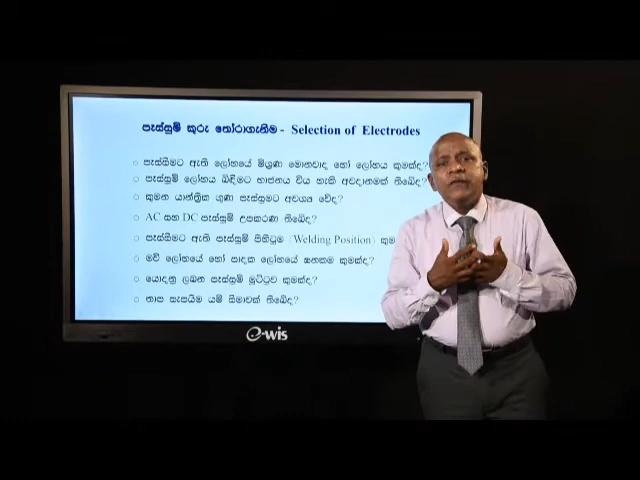 පැස්සුම් කූරු තෝරාගැනීම - Selection of Electrodes
පැස්සීමට ඇති ලෝහයේ මිශ්‍රණ මොනවාද හෝ ලෝහය කුමක්ද?
පැස්සුම් ලෝහය බිඳීමට භාජනය විය හැකි අවදානමක් තිබේද?
කුමන යාන්ත්‍රික ගුණ පැස්සුමට අවශ්‍ය වේද?
AC සහ DC පැස්සුම් උපකරණ තිබේද?
පැස්සීමට ඇති පැස්සුම් පිහිටුම (Welding Position)
මව් ලෝහයේ හෝ පාදක ලෝහයේ ඝනකම කුමක්ද?
යොදනු ලබන පැස්සුම් මූට්ටුව කුමක්ද?
තාප සැපයීම යම් සීමාවක් තිබේද?
e-wis